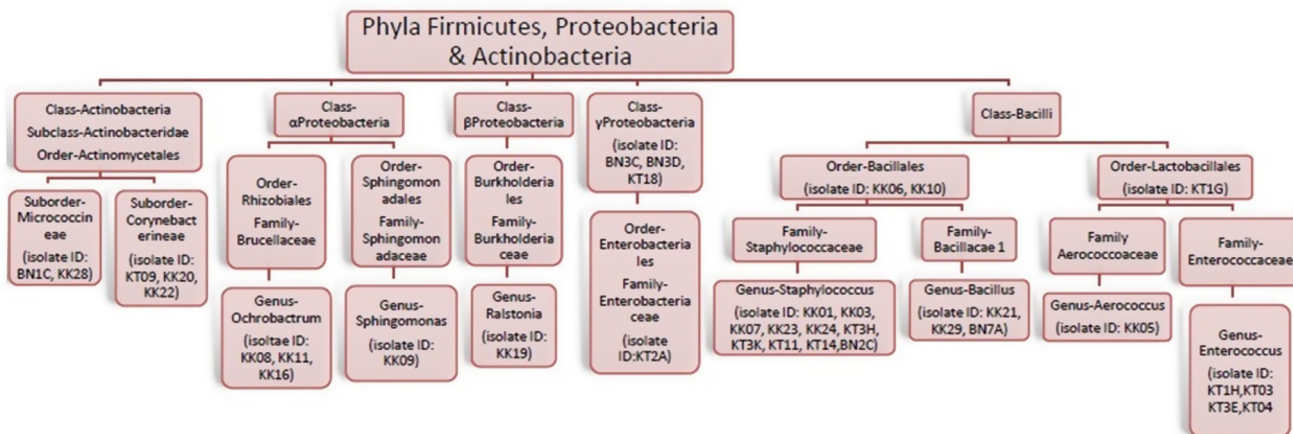 Phyla Firmicutes, Proteobacteria
& Actinobacteria
Class-Actinobacteria
Subclass-Actinobacteridae
Order-Actinomycetales
Suborder-
Micrococcin
eae
(isolate ID:
BN1C, KK28)
Suborder-
Corynebact
erineae
(isolate ID:
KT09, KK20,
KK22)
Class-
αProteobacteria
Order-
Rhizobiales
Family-
Brucellaceae
Genus-
Ochrobactrum
(isoltae ID:
KK08, KK11,
KK16)
Order-
Sphingomon
adales
Family-
Sphingomon
adaceae
Genus-
Sphingomonas
(isolate ID:
KK09)
Class-
βProteobacteria
Order-
Burkholderia
les
Family-
Burkholderia
ceae
Genus-
Ralstonia
(isolate ID:
KK19)
Class-
γProteobacteria
(isolate ID:
BN3C, BN3D,
KT18)
Order-
Enterobacteria
les
Family-
Enterobacteria
ceae
(isolate
ID:KT2A)
Class-Bacilli
Order-Bacillales
(isolate ID: KK06, KK10)
Family-
Staphylococcaceae
Genus-Staphylococcus
(isolate ID: KK01, KK03,
KK07, KK23, KK24, KT3H,
KT3K, KT11, KT14,BN2C)
Family-
Bacillacae 1
Genus-Bacillus
(isolate ID: KK21,
KK29, BN7A)
Order-Lactobacillales
(isolate ID: KT1G)
Family
Aerococcoaceae
Genus-Aerococcus
(isolate ID: KK05)
Family-
Enterococcaceae
Genus-
Enterococcus
(isolate ID:
KT1H,KT03
KT3E,KT04